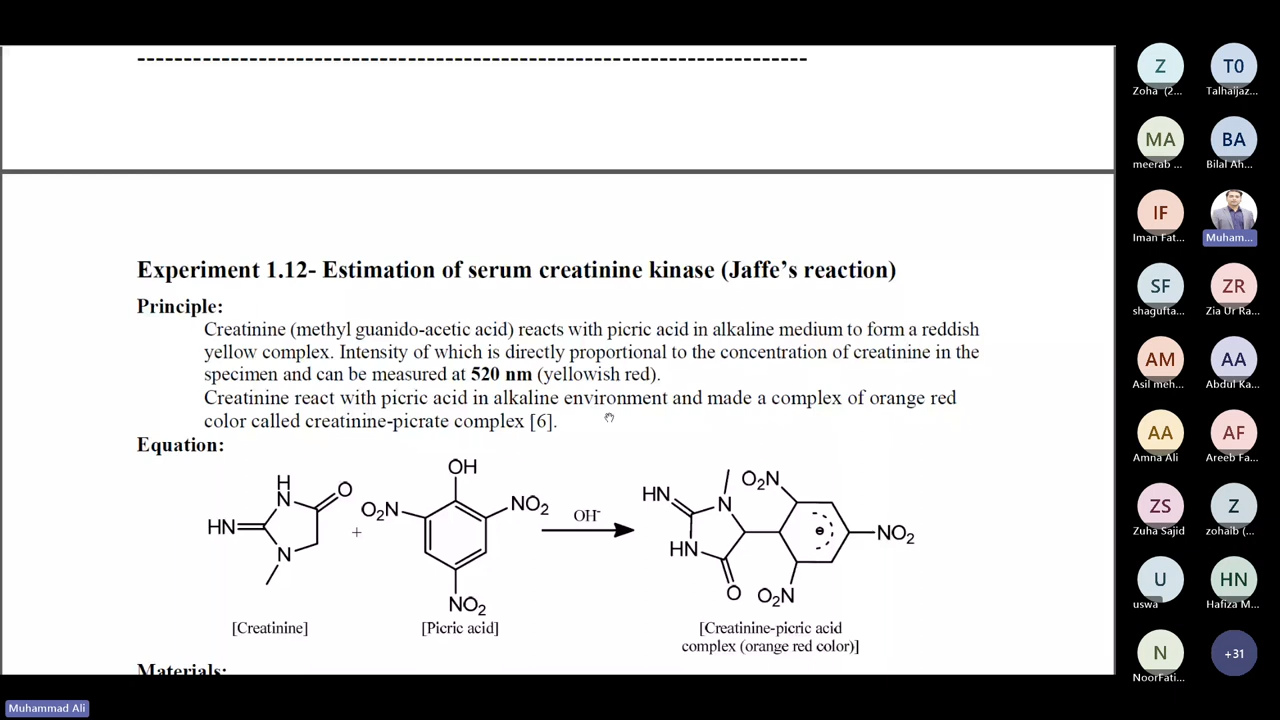 --------------------------------------------------------------------------
Experiment 1.12- Estimation of serum creatinine kinase (Jaffe’s reaction)
Principle:
Creatinine (methyl guanido-acetic acid) reacts with picric acid in alkaline medium to form a reddish
yellow complex. Intensity of which is directly proportional to the concentration of creatinine in the
specimen and can be measured at 520 nm (yellowish red).
Creatinine react with picric acid in alkaline environment and made a complex of orange red
color called creatinine-picrate complex [6].
Equation:
H
N
O
HN
N
+
OH
O₂N
NO₂
NO₂
OH⁻
HN
N
O₂N
HN
NO₂
O
O₂N
[Creatinine]
[Picric acid]
[Creatinine-picric acid
complex (orange red color)]
Materials:
Z
Zoha (2...
T0
Talhaijaz...
MA
meerab ...
BA
Bilal Ah...
IF
Iman Fat...
Muham...
SF
shagufta...
ZR
Zia Ur Ra...
AM
Asil meh...
AA
Abdul Ka...
AA
Amna Ali
AF
Areeb Fa...
ZS
Zuha Sajid
Z
zohaib (...
U
uswa
HN
Hafiza M...
N
NoorFati...
+31
Muhammad Ali